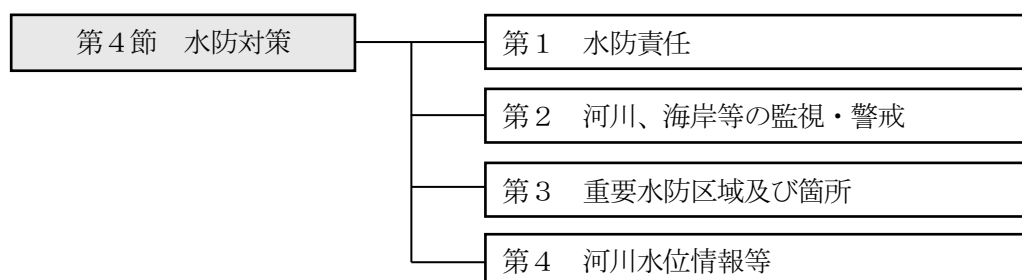 第４節　水防対策
第１　水防責任
第２　河川、海岸等の監視・警戒
第３　重要水防区域及び箇所
第４　河川水位情報等